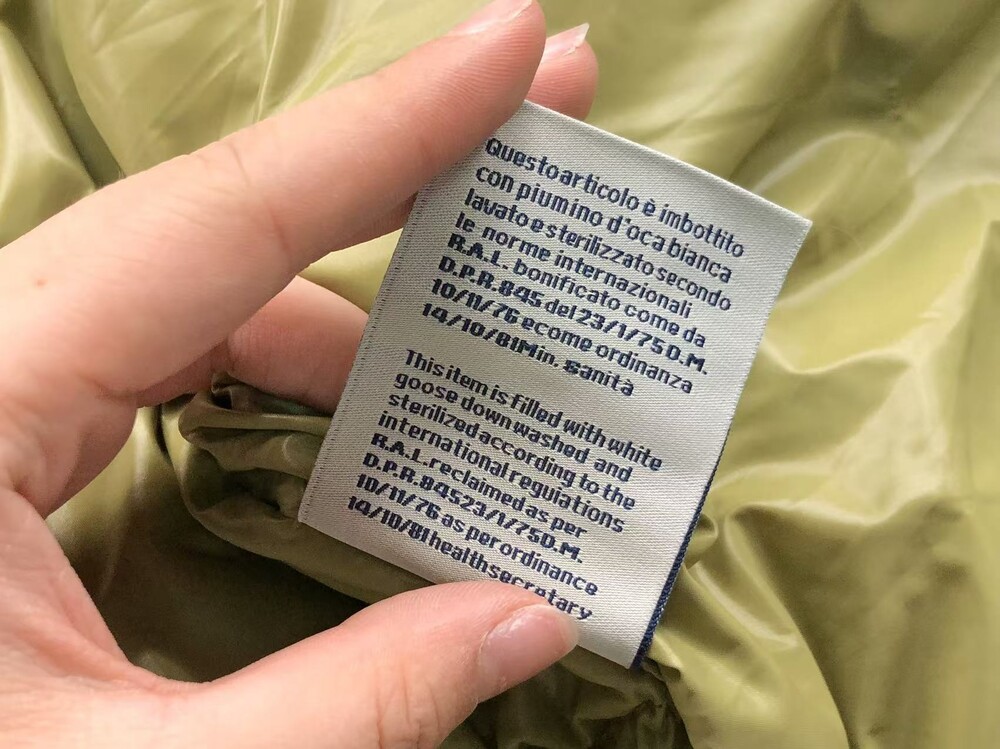 Questo articolo è imbottito
con piumino d'oca bianca
lavato e sterilizzato secondo
le norme internazionali
R.A.L. bonificato come da
D.P.R. 845 del 23/1/75 D.M.
10/11/76 ecome ordinanza
14/10/81 Min. sanità
This item is filled with white
goose down washed and
sterilized according to the
international regulations
R.A.L. reclaimed as per
D.P.R. 845 23/1/75 D.M.
10/11/76 as per ordinance
14/10/81 health secretary